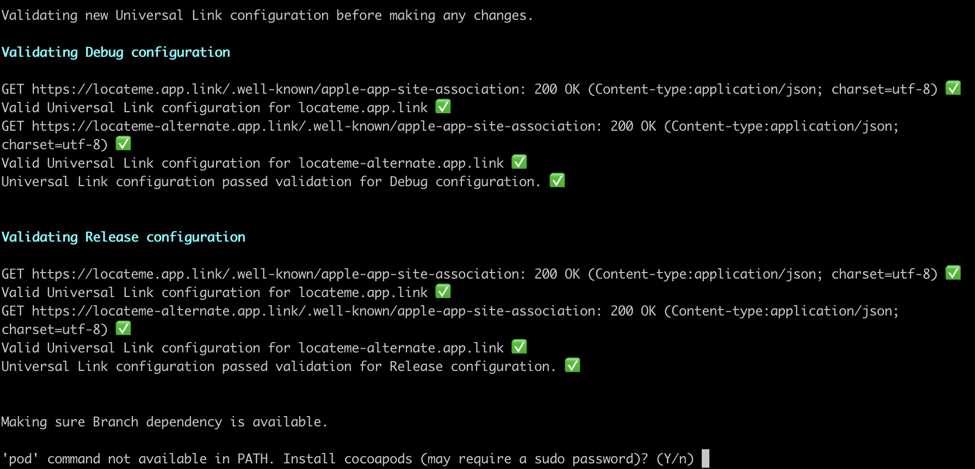 Validating new Universal Link configuration before making any changes.
Validating Debug configuration
GET https://locateme.app.link/.well-known/apple-app-site-association: 200 OK (Content-type:application/json; charset=utf-8) ✅
Valid Universal Link configuration for locateme.app.link ✅
GET https://locateme-alternate.app.link/.well-known/apple-app-site-association: 200 OK (Content-type:application/json;
charset=utf-8) ✅
Valid Universal Link configuration for locateme-alternate.app.link ✅
Universal Link configuration passed validation for Debug configuration. ✅
Validating Release configuration
GET https://locateme.app.link/.well-known/apple-app-site-association: 200 OK (Content-type:application/json; charset=utf-8) ✅
Valid Universal Link configuration for locateme.app.link ✅
GET https://locateme-alternate.app.link/.well-known/apple-app-site-association: 200 OK (Content-type:application/json;
charset=utf-8) ✅
Valid Universal Link configuration for locateme-alternate.app.link ✅
Universal Link configuration passed validation for Release configuration. ✅
Making sure Branch dependency is available.
'pod' command not available in PATH. Install cocoapods (may require a sudo password)? (Y/n)